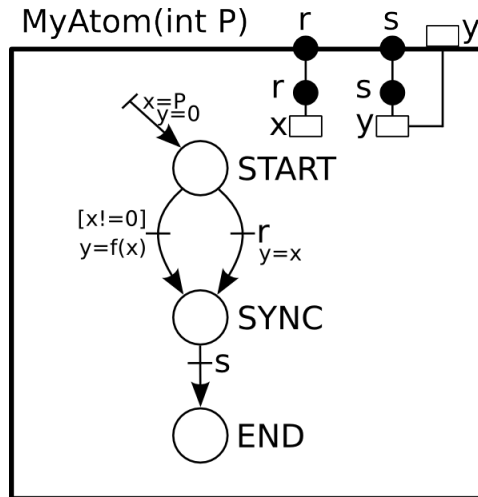 MyAtom(int P)
r
s
y
r
s
x
y
x=P
y=0
START
[x!=0]
y=f(x)
r
y=x
SYNC
s
END